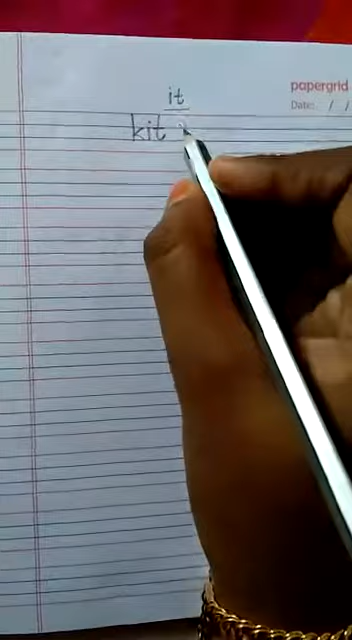 papergrid
Date: / /
it
kit